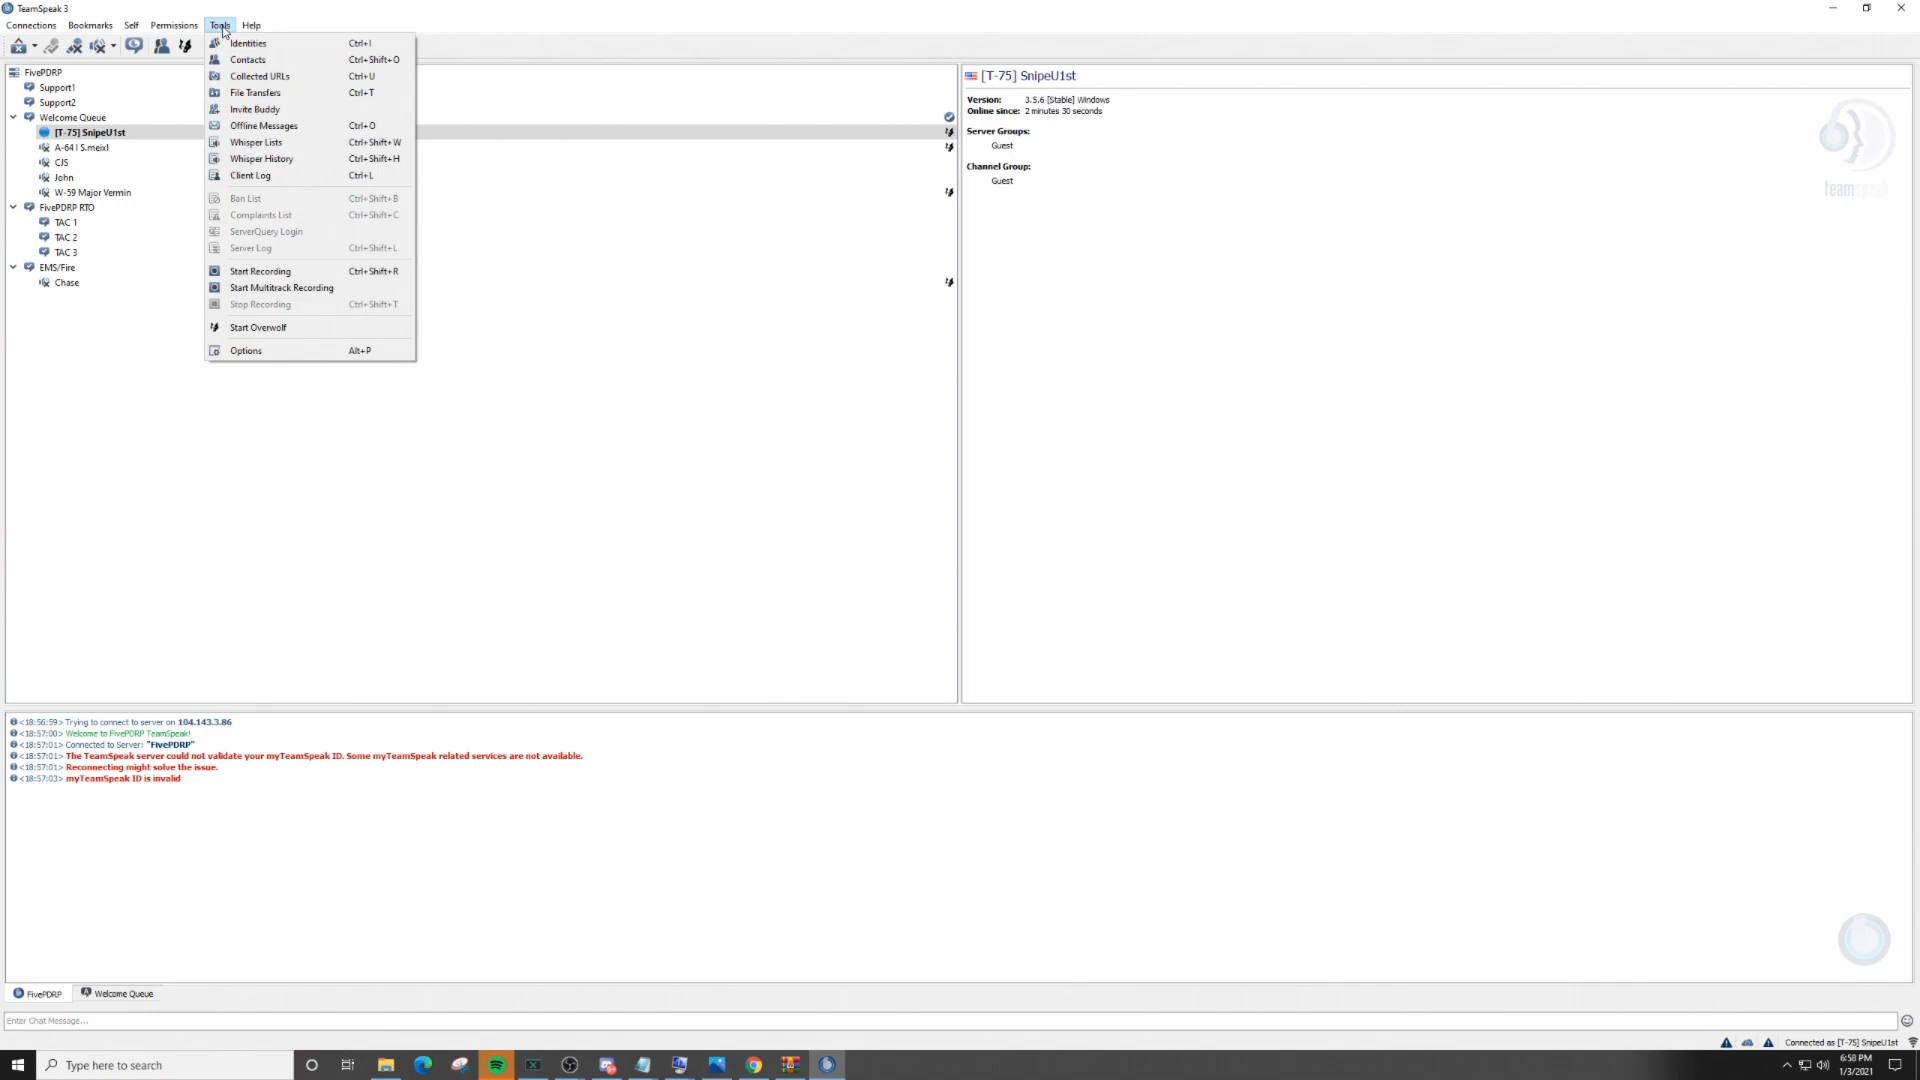 TeamSpeak 3
Connections Bookmarks Self Permissions Tools Help
Identities Ctrl+I
Contacts Ctrl+Shift+O
Collected URLs Ctrl+U
File Transfers Ctrl+T
Invite Buddy
Offline Messages Ctrl+O
Whisper Lists Ctrl+Shift+W
Whisper History Ctrl+Shift+H
Client Log Ctrl+L
Ban List Ctrl+Shift+B
Complaints List Ctrl+Shift+C
ServerQuery Login
Server Log Ctrl+Shift+L
Start Recording Ctrl+Shift+R
Start Multitrack Recording
Stop Recording Ctrl+Shift+T
Start Overwolf
Options Alt+P
FivePDRP
Support1
Support2
Welcome Queue
[T-75] SnipeU1st
A-64 | S.meixl
CJS
John
W-59 Major Vermin
FivePDRP RTO
TAC 1
TAC 2
TAC 3
EMS/Fire
Chase
[T-75] SnipeU1st
Version: 3.5.6 [Stable] Windows
Online since: 2 minutes 30 seconds
Server Groups:
Guest
Channel Group:
Guest
teamspeak
<18:56:59> Trying to connect to server on 104.143.3.86
<18:57:00> Welcome to FivePDRP TeamSpeak!
<18:57:01> Connected to Server: "FivePDRP"
<18:57:01> The TeamSpeak server could not validate your myTeamSpeak ID. Some myTeamSpeak related services are not available.
<18:57:01> Reconnecting might solve the issue.
<18:57:03> myTeamSpeak ID is invalid
FivePDRP Welcome Queue
Enter Chat Message...
Connected as [T-75] SnipeU1st
Type here to search
6:58 PM
1/3/2021